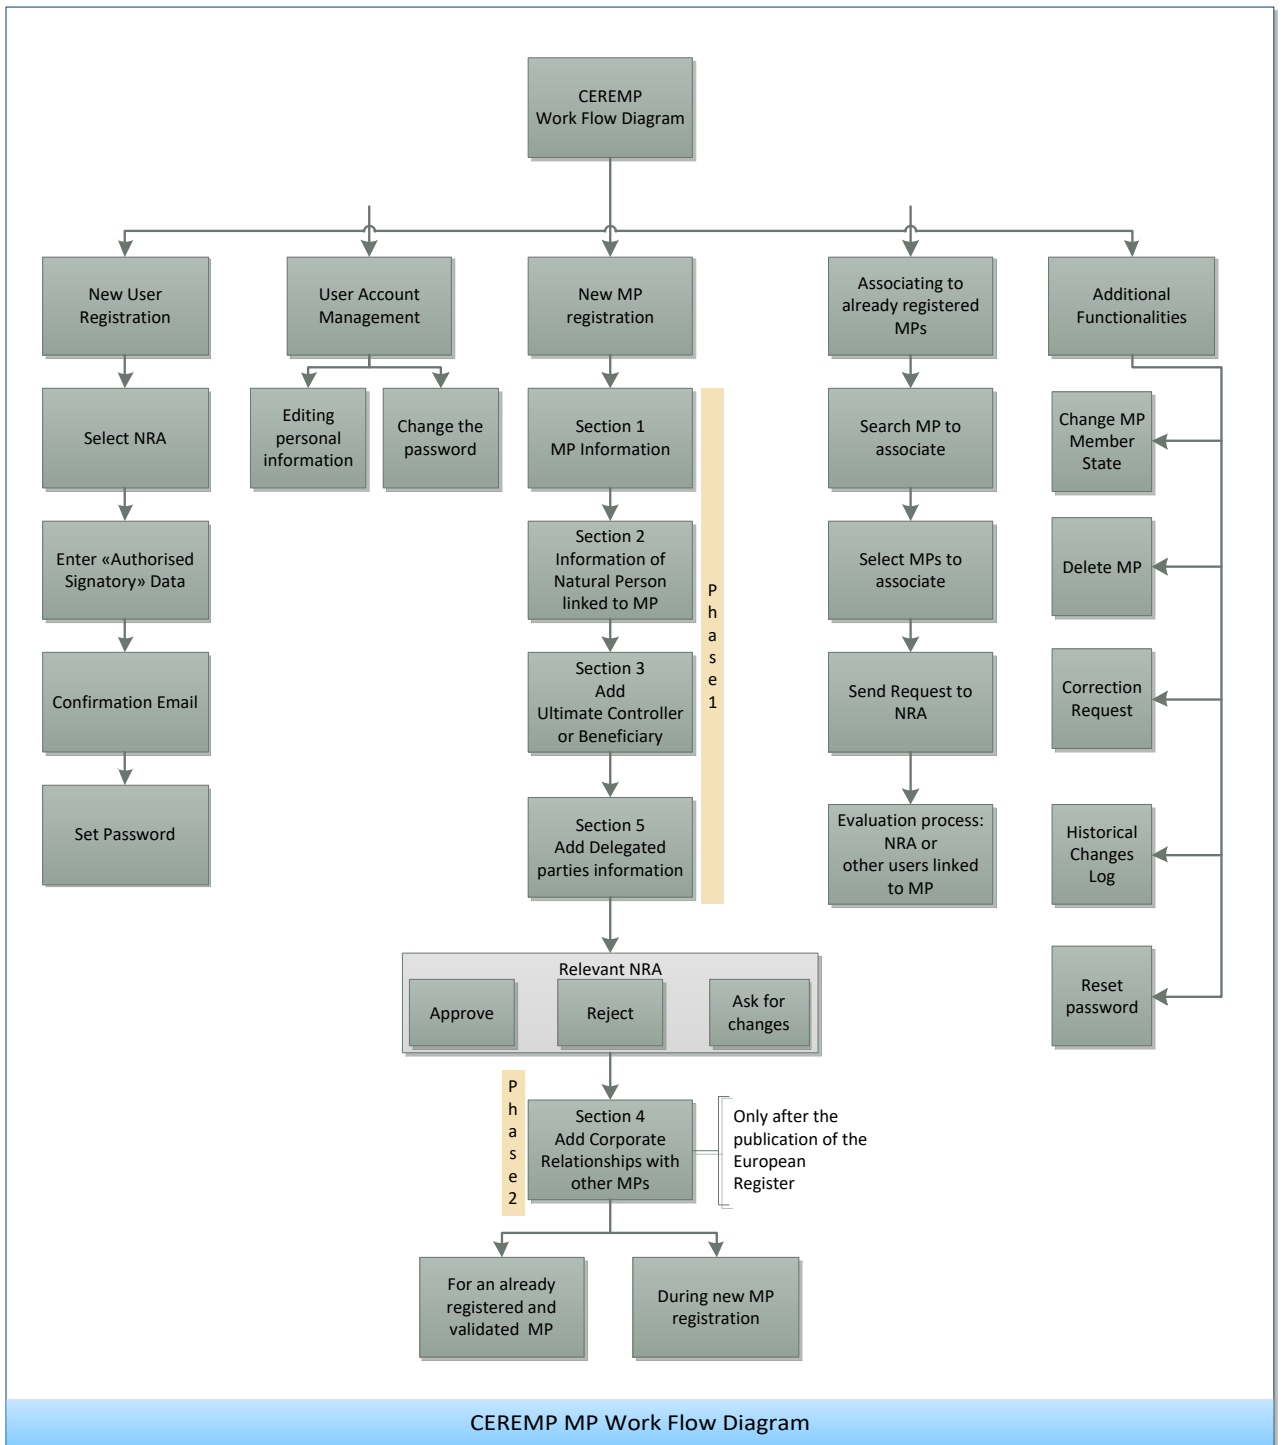 CEREMP
Work Flow Diagram
New User
Registration
User Account
Management
New MP
registration
Associating to
already registered
MPs
Additional
Functionalities
Select NRA
Editing
personal
information
Change the
password
Section 1
MP Information
Search MP to
associate
Change MP
Member
State
Enter «Authorised
Signatory» Data
Section 2
Information of
Natural Person
linked to MP
Select MPs to
associate
Delete MP
P
h
a
s
e
1
Confirmation Email
Section 3
Add
Ultimate Controller
or Beneficiary
Send Request to
NRA
Correction
Request
Set Password
Section 5
Add Delegated
parties information
Evaluation process:
NRA or
other users linked
to MP
Historical
Changes
Log
Relevant NRA
Approve
Reject
Ask for
changes
Reset
password
P
h
a
s
e
2
Section 4
Add Corporate
Relationships with
other MPs
Only after the
publication of the
European
Register
For an already
registered and
validated MP
During new MP
registration
CEREMP MP Work Flow Diagram